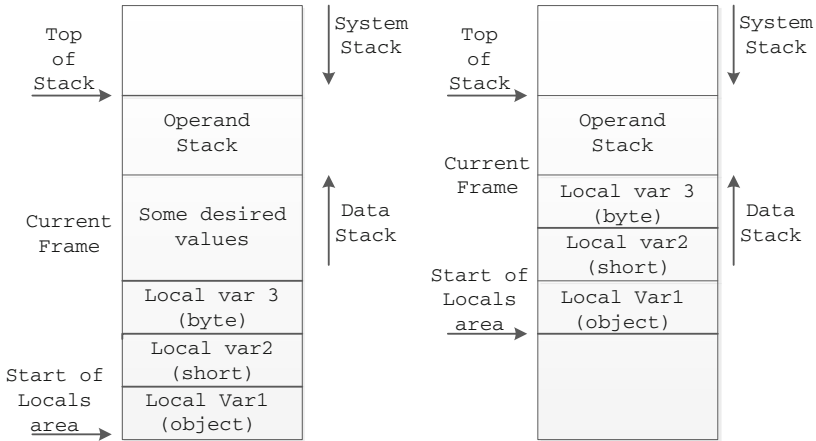 Top
of
Stack
System
Stack
Operand
Stack
Some desired
values
Current
Frame
Data
Stack
Local var 3
(byte)
Local var2
(short)
Local Var1
(object)
Start of
Locals
area
Top
of
Stack
System
Stack
Operand
Stack
Current
Frame
Local var 3
(byte)
Data
Stack
Local var2
(short)
Start of
Locals
area
Local Var1
(object)